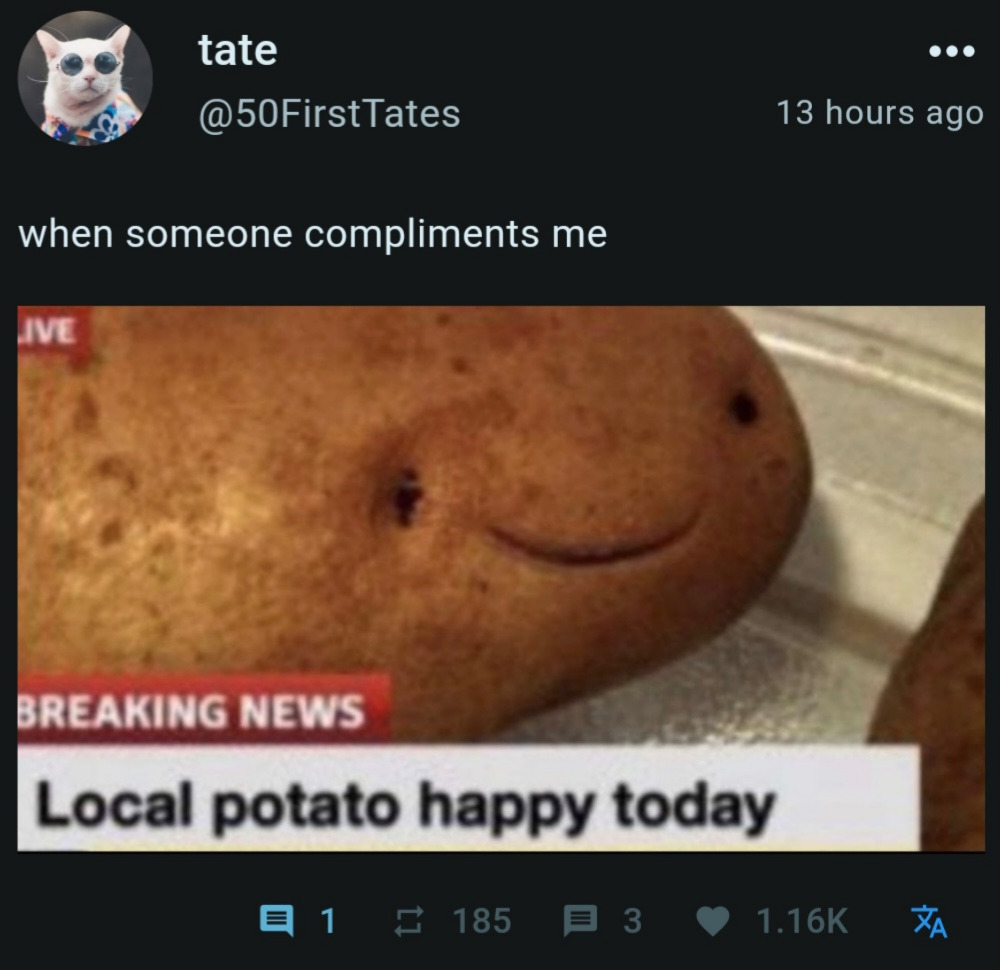 tate
@50FirstTates
13 hours ago
when someone compliments me
LIVE
BREAKING NEWS
Local potato happy today
1 185 3 1.16K